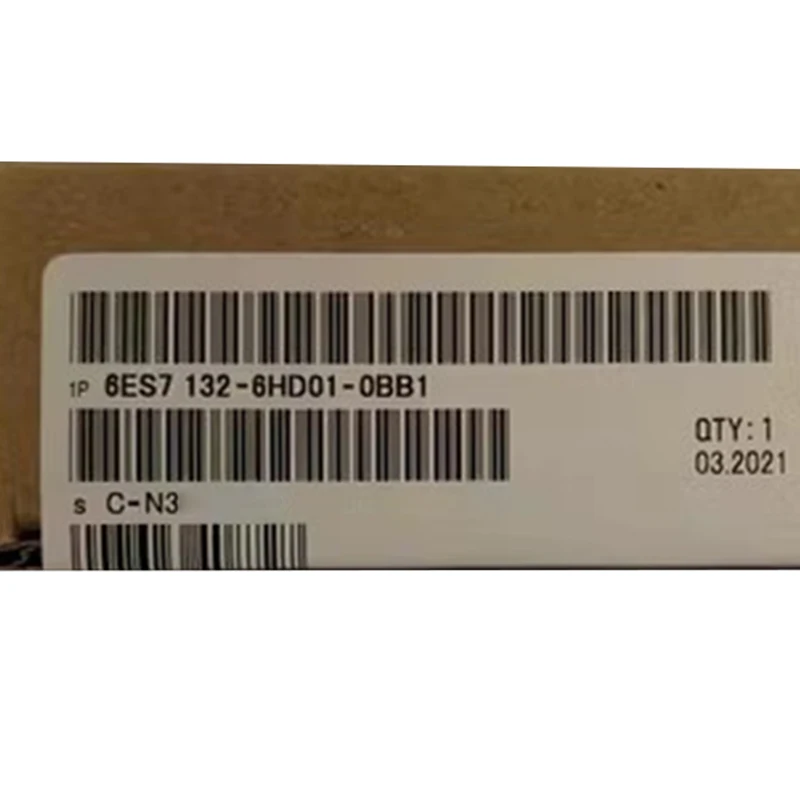 1P 6ES7 132-6HD01-0BB1
QTY: 1
03.2021
S C-N3